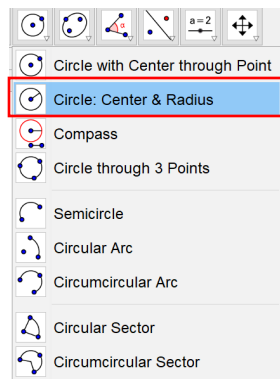 α
a=2
Circle with Center through Point
Circle: Center & Radius
Compass
Circle through 3 Points
Semicircle
Circular Arc
Circumcircular Arc
Circular Sector
Circumcircular Sector